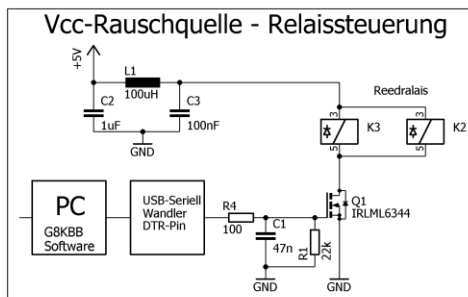 Vcc-Rauschquelle - Relaissteuerung
+5V
L1
100uH
C2
1uF
C3
100nF
GND
Reedralais
3
K3
5
3
K2
5
PC
G8KBB
Software
USB-Seriell
Wandler
DTR-Pin
R4
100
C1
47n
R1
22k
Q1
IRLML6344
GND
GND